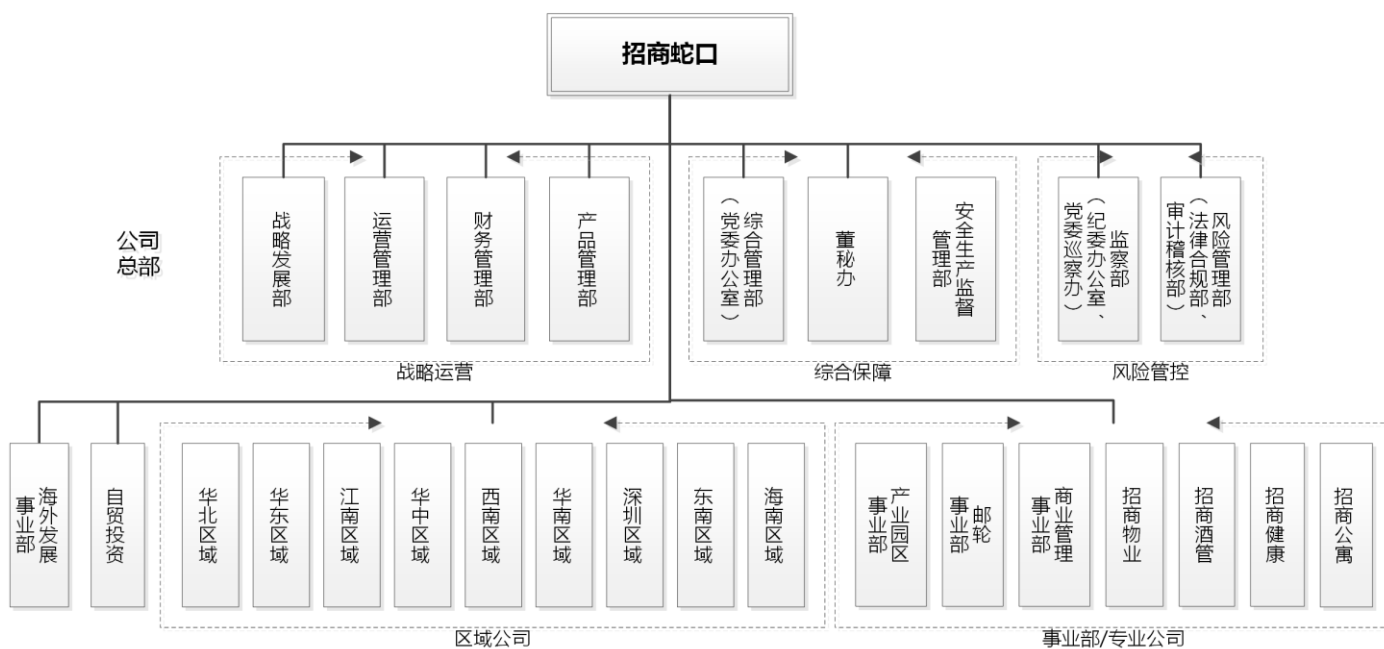 招商蛇口
公司
总部
战略发展部
运营管理部
财务管理部
产品管理部
综合管理部
（党委办公室）
董秘办
安全生产监督
管理部
监察部
（纪委办公室、
党委巡察办）
风险管理部
（法律合规部、
审计稽核部）
战略运营
综合保障
风险管控
海外发展
事业部
自贸投资
华北区域
华东区域
江南区域
华中区域
西南区域
华南区域
深圳区域
东南区域
海南区域
产业园区
事业部
邮轮
事业部
商业管理
事业部
招商物业
招商酒管
招商健康
招商公寓
区域公司
事业部/专业公司